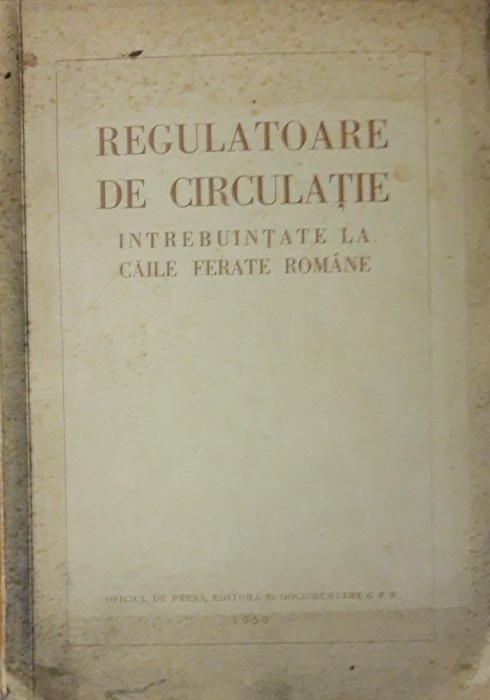 REGULATOARE
DE CIRCULAȚIE
INTREBUINȚATE LA
CĂILE FERATE ROMÂNE
OFICIUL DE PRESĂ, EDITURĂ ȘI DOCUMENTARE C F R